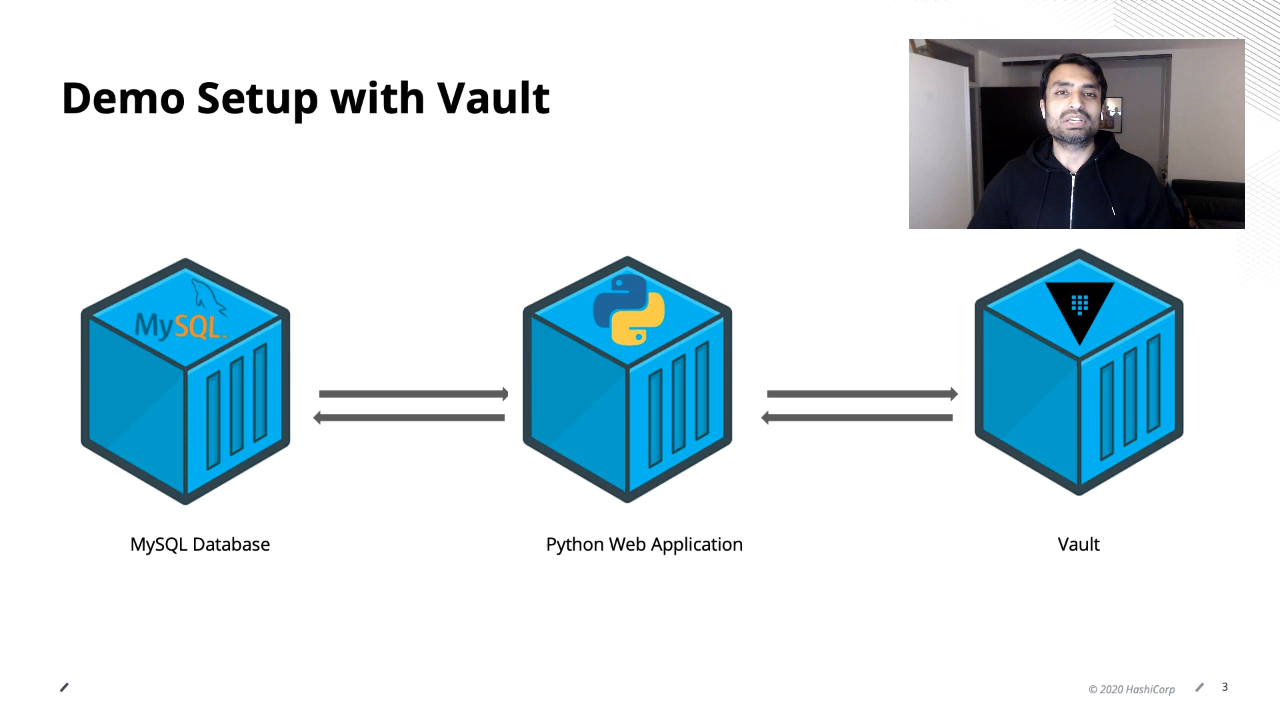 Demo Setup with Vault
MySQL
MySQL Database
Python Web Application
Vault
© 2020 HashiCorp
3